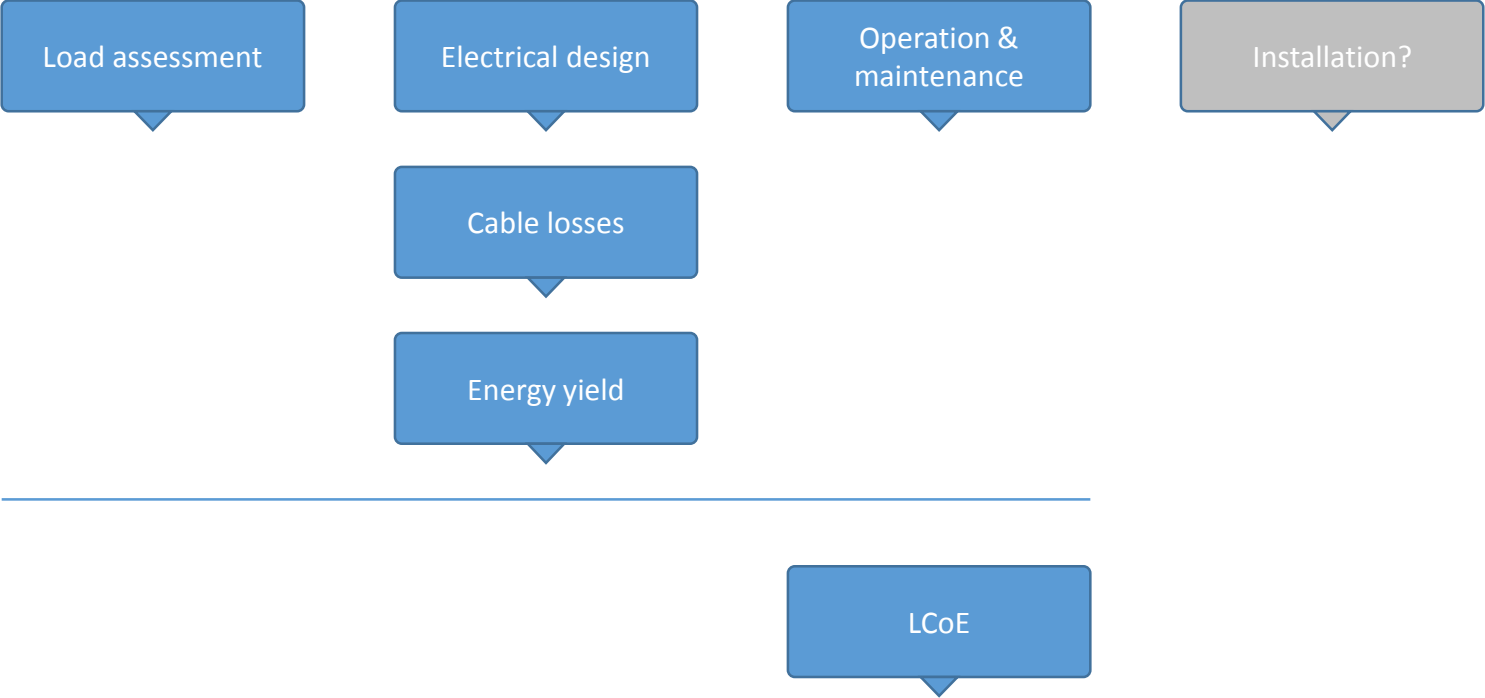 Load assessment
Electrical design
Operation &
maintenance
Installation?
Cable losses
Energy yield
LCoE